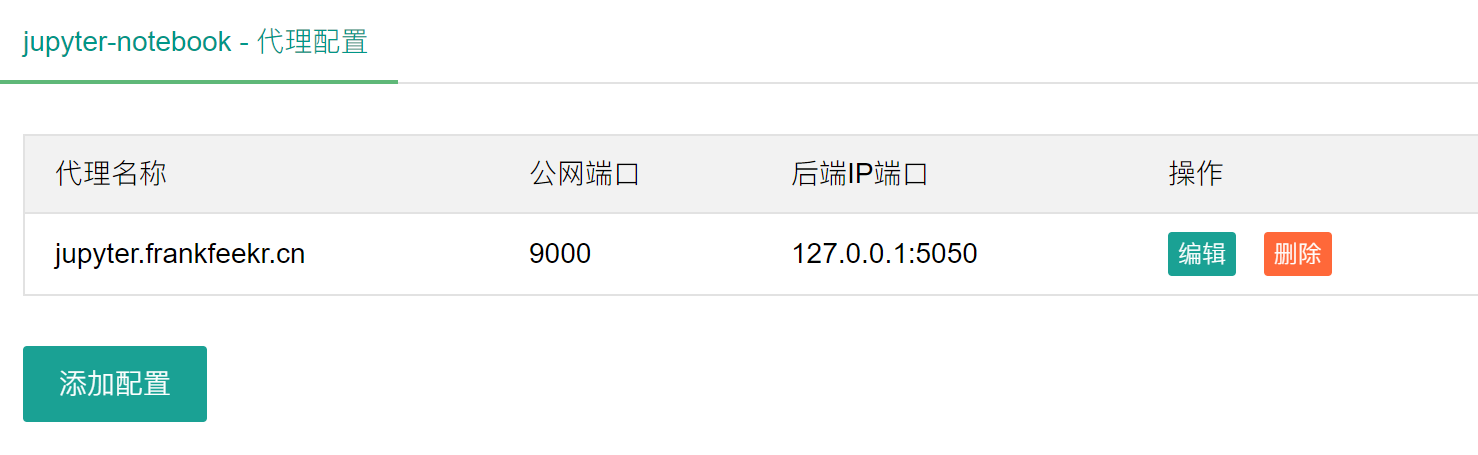 jupyter-notebook - 代理配置
代理名称 公网端口 后端IP端口 操作
jupyter.frankfeekr.cn 9000 127.0.0.1:5050 编辑 删除
添加配置